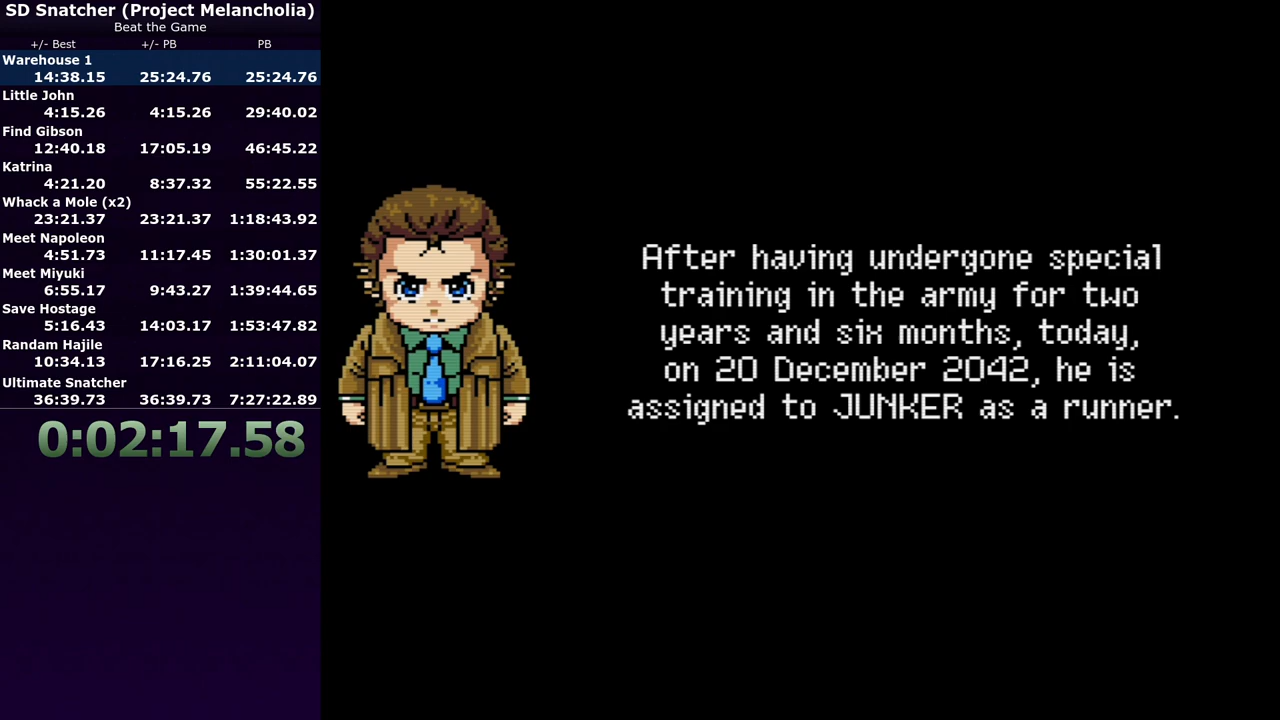 SD Snatcher (Project Melancholia)
Beat the Game
+/- Best +/- PB PB
Warehouse 1
14:38.15 25:24.76 25:24.76
Little John
4:15.26 4:15.26 29:40.02
Find Gibson
12:40.18 17:05.19 46:45.22
Katrina
4:21.20 8:37.32 55:22.55
Whack a Mole (x2)
23:21.37 23:21.37 1:18:43.92
Meet Napoleon
4:51.73 11:17.45 1:30:01.37
Meet Miyuki
6:55.17 9:43.27 1:39:44.65
Save Hostage
5:16.43 14:03.17 1:53:47.82
Randam Hajile
10:34.13 17:16.25 2:11:04.07
Ultimate Snatcher
36:39.73 36:39.73 7:27:22.89
0:02:17.58
After having undergone special
training in the army for two
years and six months, today,
on 20 December 2042, he is
assigned to JUNKER as a runner.